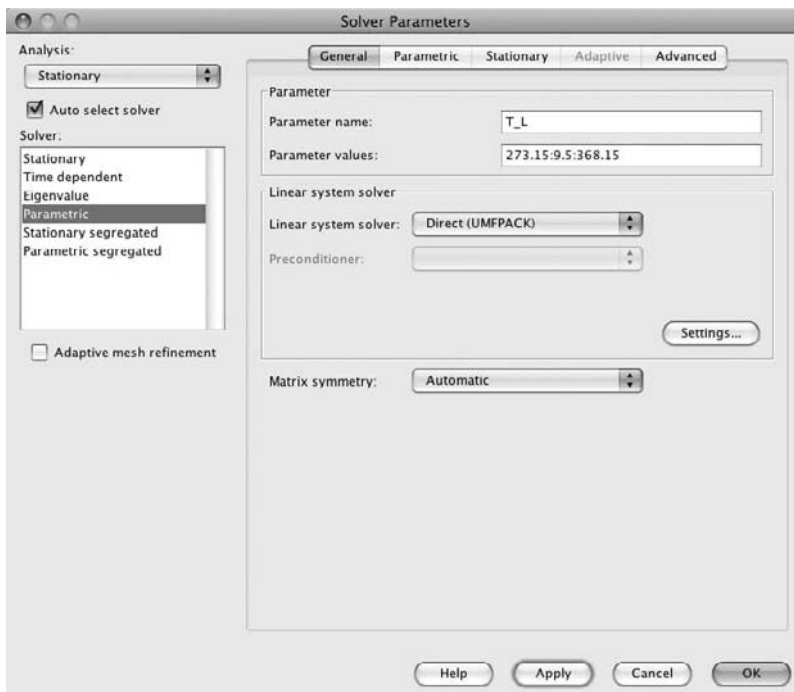 Solver Parameters
Analysis:
Stationary
Auto select solver
Solver:
Stationary
Time dependent
Eigenvalue
Parametric
Stationary segregated
Parametric segregated
Adaptive mesh refinement
General Parametric Stationary Adaptive Advanced
Parameter
Parameter name: T_L
Parameter values: 273.15:9.5:368.15
Linear system solver
Linear system solver: Direct (UMFPACK)
Preconditioner:
Settings...
Matrix symmetry: Automatic
Help Apply Cancel OK